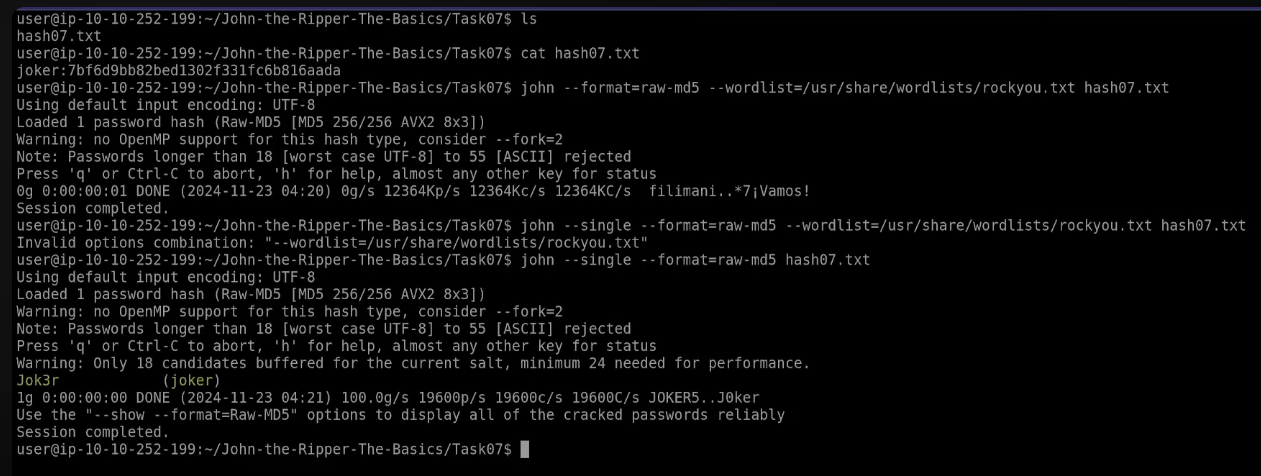 user@ip-10-10-252-199:~/John-the-Ripper-The-Basics/Task07$ ls
hash07.txt
user@ip-10-10-252-199:~/John-the-Ripper-The-Basics/Task07$ cat hash07.txt
joker:7bf6d9bb82bed1302f331fc6b816aada
user@ip-10-10-252-199:~/John-the-Ripper-The-Basics/Task07$ john --format=raw-md5 --wordlist=/usr/share/wordlists/rockyou.txt hash07.txt
Using default input encoding: UTF-8
Loaded 1 password hash (Raw-MD5 [MD5 256/256 AVX2 8x3])
Warning: no OpenMP support for this hash type, consider --fork=2
Note: Passwords longer than 18 [worst case UTF-8] to 55 [ASCII] rejected
Press 'q' or Ctrl-C to abort, 'h' for help, almost any other key for status
0g 0:00:00:01 DONE (2024-11-23 04:20) 0g/s 12364Kp/s 12364Kc/s 12364KC/s  filimani..*7¡Vamos!
Session completed.
user@ip-10-10-252-199:~/John-the-Ripper-The-Basics/Task07$ john --single --format=raw-md5 --wordlist=/usr/share/wordlists/rockyou.txt hash07.txt
Invalid options combination: "--wordlist=/usr/share/wordlists/rockyou.txt"
user@ip-10-10-252-199:~/John-the-Ripper-The-Basics/Task07$ john --single --format=raw-md5 hash07.txt
Using default input encoding: UTF-8
Loaded 1 password hash (Raw-MD5 [MD5 256/256 AVX2 8x3])
Warning: no OpenMP support for this hash type, consider --fork=2
Note: Passwords longer than 18 [worst case UTF-8] to 55 [ASCII] rejected
Press 'q' or Ctrl-C to abort, 'h' for help, almost any other key for status
Warning: Only 18 candidates buffered for the current salt, minimum 24 needed for performance.
Jok3r            (joker)
1g 0:00:00:00 DONE (2024-11-23 04:21) 100.0g/s 19600p/s 19600c/s 19600C/s JOKER5..J0ker
Use the "--show --format=Raw-MD5" options to display all of the cracked passwords reliably
Session completed.
user@ip-10-10-252-199:~/John-the-Ripper-The-Basics/Task07$